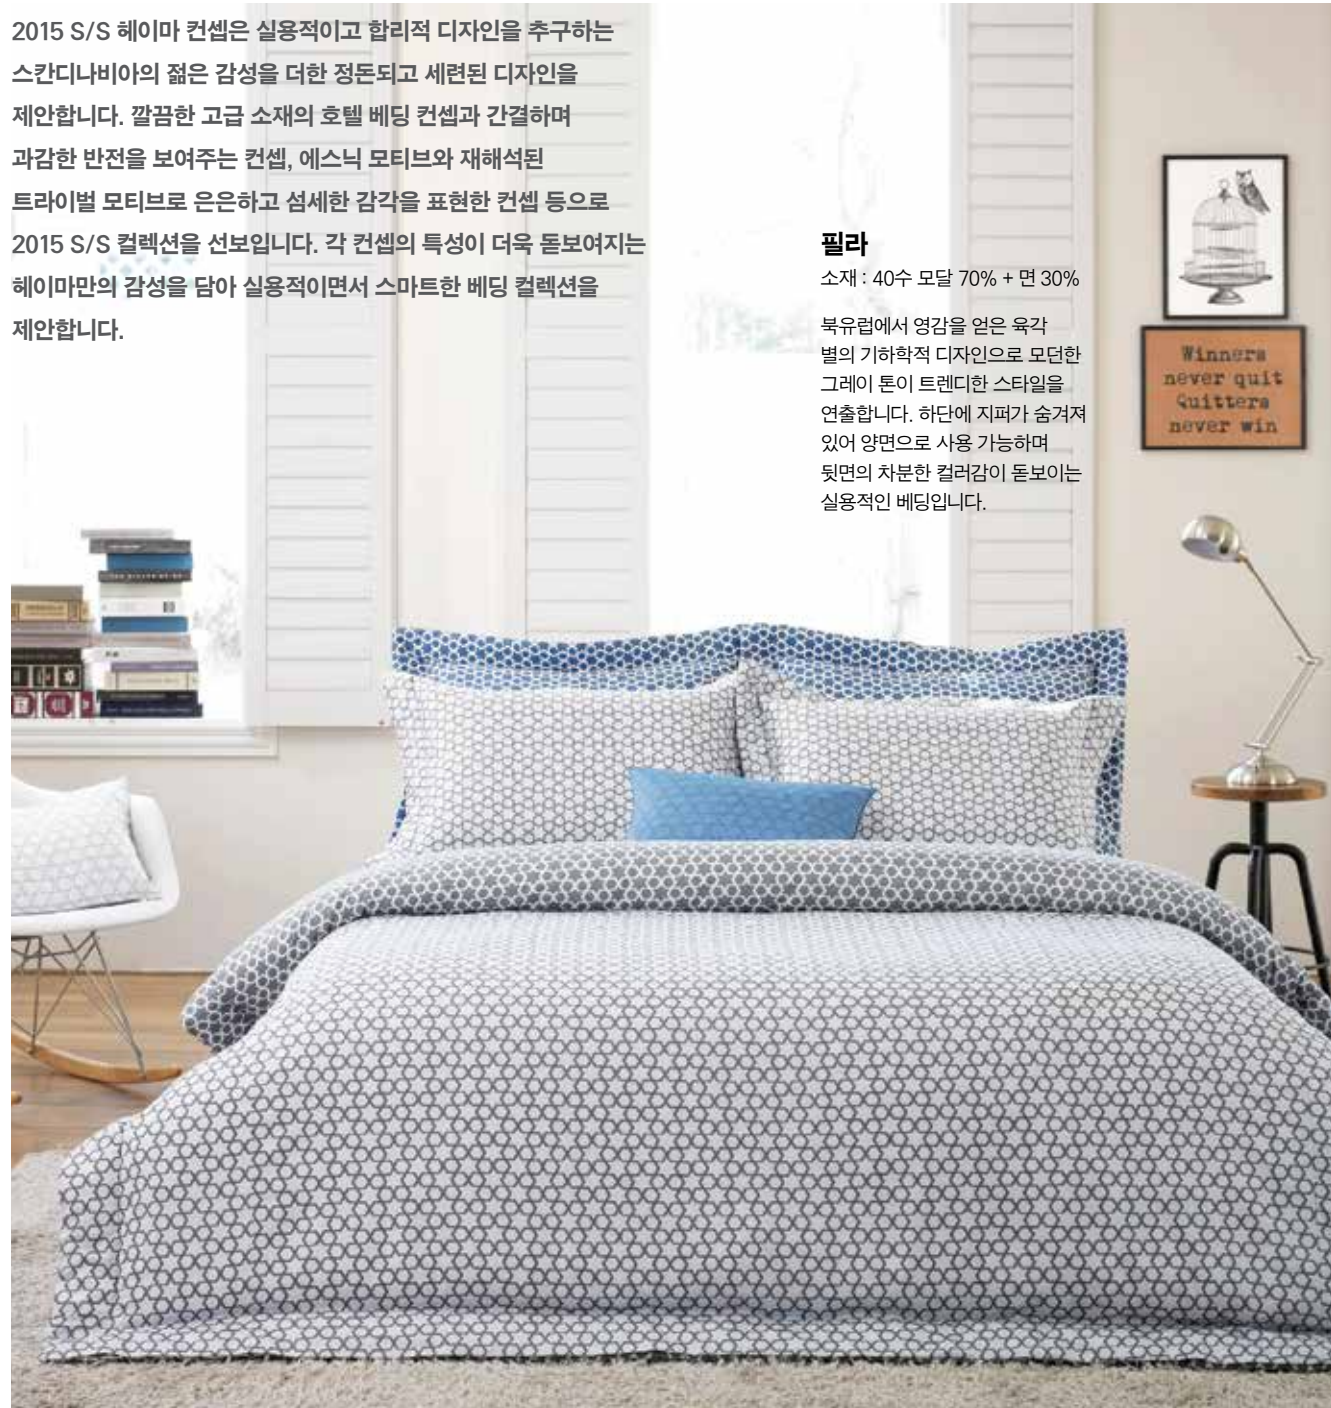 2015 S/S 헤이마 컨셉은 실용적이고 합리적 디자인을 추구하는
스칸디나비아의 젊은 감성을 더한 정돈되고 세련된 디자인을
제안합니다. 깔끔한 고급 소재의 호텔 베딩 컨셉과 간결하며
과감한 반전을 보여주는 컨셉, 에스닉 모티브와 재해석된
트라이벌 모티브로 은은하고 섬세한 감각을 표현한 컨셉 등으로
2015 S/S 컬렉션을 선보입니다. 각 컨셉의 특성이 더욱 돋보여지는
헤이마만의 감성을 담아 실용적이면서 스마트한 베딩 컬렉션을
제안합니다.
필라
소재 : 40수 모달 70% + 면 30%
북유럽에서 영감을 얻은 육각
별의 기하학적 디자인으로 모던한
그레이 톤이 트렌디한 스타일을
연출합니다. 하단에 지퍼가 숨겨져
있어 양면으로 사용 가능하며
뒷면의 차분한 컬러감이 돋보이는
실용적인 베딩입니다.
Winners
never quit
Quitters
never win